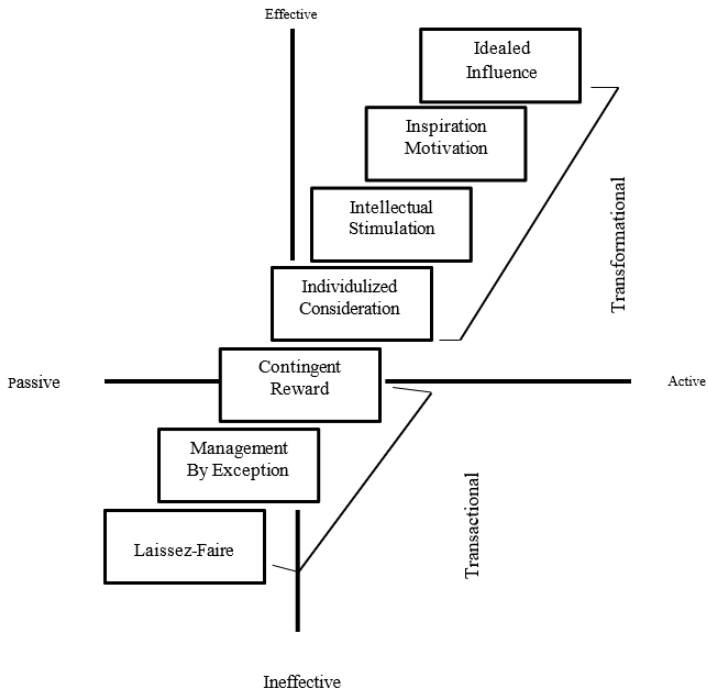 Effective
Idealed
Influence
Inspiration
Motivation
Intellectual
Stimulation
Transformational
Individulized
Consideration
Contingent
Reward
Passive
Active
Management
By Exception
Transactional
Laissez-Faire
Ineffective